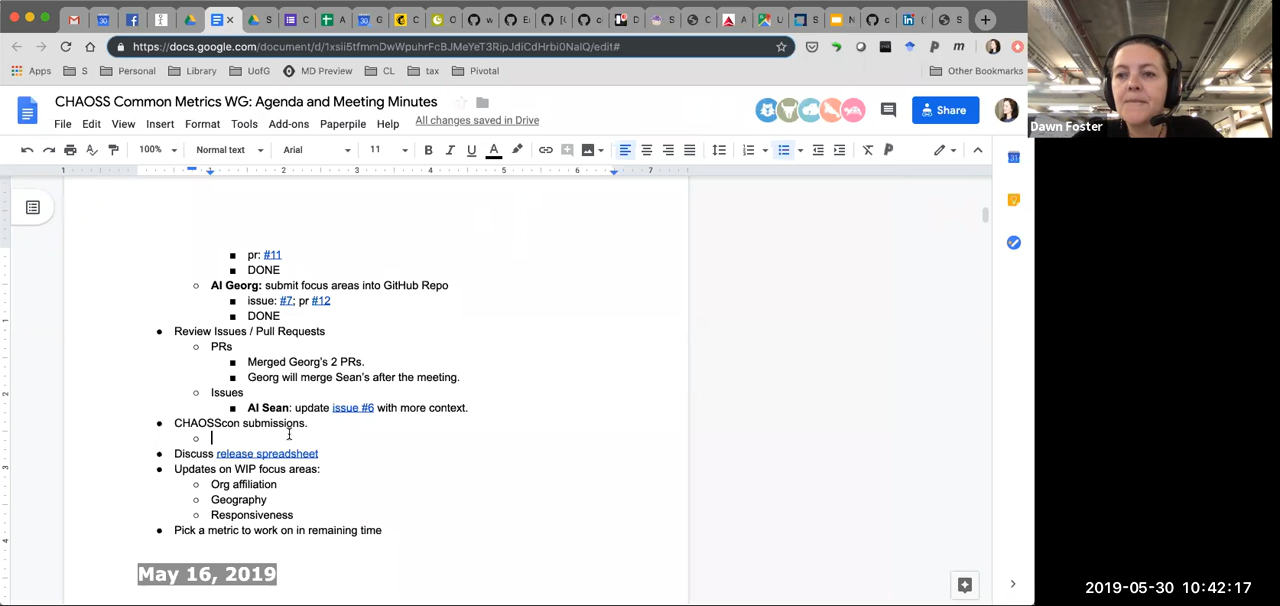 https://docs.google.com/document/d/1xsii5tfmmDwWpuhrFcBJMeYeT3RipJdiCdHrbi0NaIQ/edit#
Apps S Personal Library UofG MD Preview CL tax Pivotal Other Bookmarks
CHAOSS Common Metrics WG: Agenda and Meeting Minutes
File Edit View Insert Format Tools Add-ons Paperpile Help All changes saved in Drive
Share
Dawn Foster
100% Normal text Arial 11
■ pr: #11
■ DONE
○ AI Georg: submit focus areas into GitHub Repo
■ issue: #7; pr #12
■ DONE
● Review Issues / Pull Requests
○ PRs
■ Merged Georg's 2 PRs.
■ Georg will merge Sean's after the meeting.
○ Issues
■ AI Sean: update issue #6 with more context.
● CHAOSScon submissions.
○
● Discuss release spreadsheet
● Updates on WIP focus areas:
○ Org affiliation
○ Geography
○ Responsiveness
● Pick a metric to work on in remaining time
May 16, 2019
2019-05-30 10:42:17